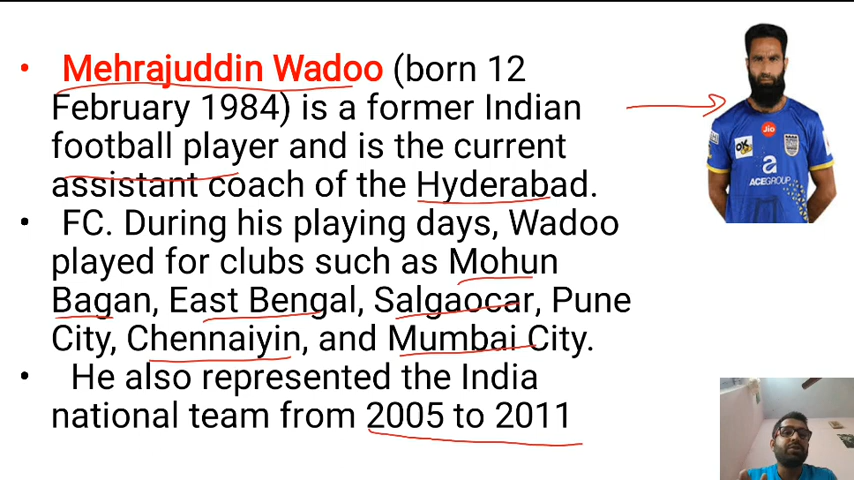 • Mehrajuddin Wadoo (born 12
February 1984) is a former Indian
football player and is the current
assistant coach of the Hyderabad.
• FC. During his playing days, Wadoo
played for clubs such as Mohun
Bagan, East Bengal, Salgaocar, Pune
City, Chennaiyin, and Mumbai City.
• He also represented the India
national team from 2005 to 2011
Jio
a
ACEGROUP